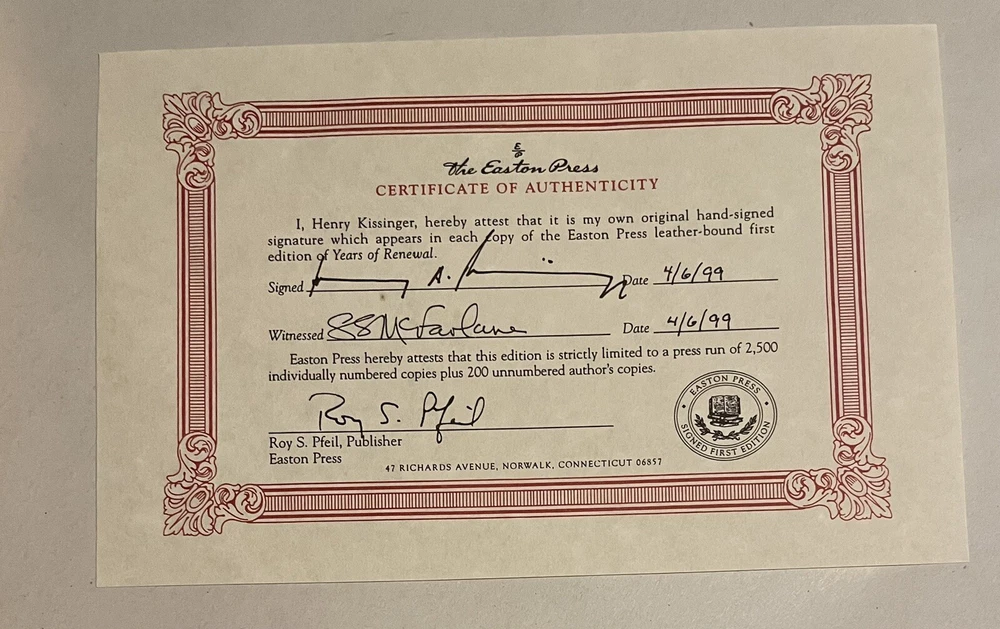 E/P
the Easton Press
CERTIFICATE OF AUTHENTICITY
I, Henry Kissinger, hereby attest that it is my own original hand-signed
signature which appears in each copy of the Easton Press leather-bound first
edition of Years of Renewal.
Signed A. Date 4/6/99
Witnessed SSMcFarlane Date 4/6/99
Easton Press hereby attests that this edition is strictly limited to a press run of 2,500
individually numbered copies plus 200 unnumbered author's copies.
Roy S. Pfeil
Roy S. Pfeil, Publisher
Easton Press
47 RICHARDS AVENUE, NORWALK, CONNECTICUT 06857
EASTON PRESS
SIGNED FIRST EDITION